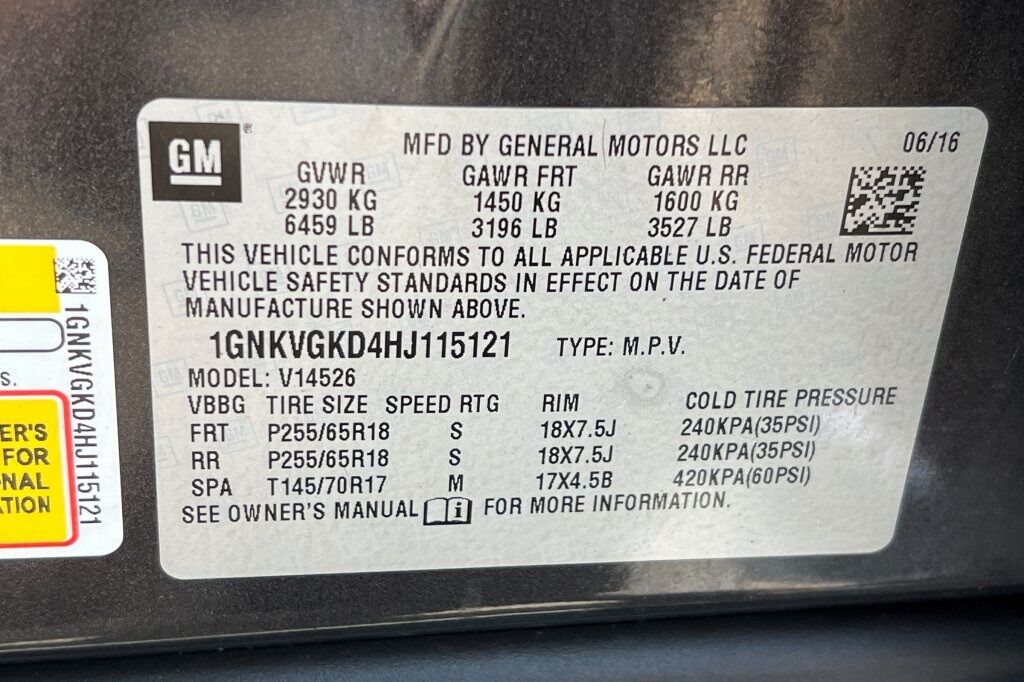 GM
MFD BY GENERAL MOTORS LLC 06/16
GVWR GAWR FRT GAWR RR
2930 KG 1450 KG 1600 KG
6459 LB 3196 LB 3527 LB
THIS VEHICLE CONFORMS TO ALL APPLICABLE U.S. FEDERAL MOTOR
VEHICLE SAFETY STANDARDS IN EFFECT ON THE DATE OF
MANUFACTURE SHOWN ABOVE.
1GNKVGKD4HJ115121 TYPE: M.P.V.
MODEL: V14526
VBBG TIRE SIZE SPEED RTG RIM COLD TIRE PRESSURE
FRT P255/65R18 S 18X7.5J 240KPA(35PSI)
RR P255/65R18 S 18X7.5J 240KPA(35PSI)
SPA T145/70R17 M 17X4.5B 420KPA(60PSI)
SEE OWNER'S MANUAL i FOR MORE INFORMATION.
1GNKVGKD4HJ115121
S.
ER'S
FOR
NAL
TION